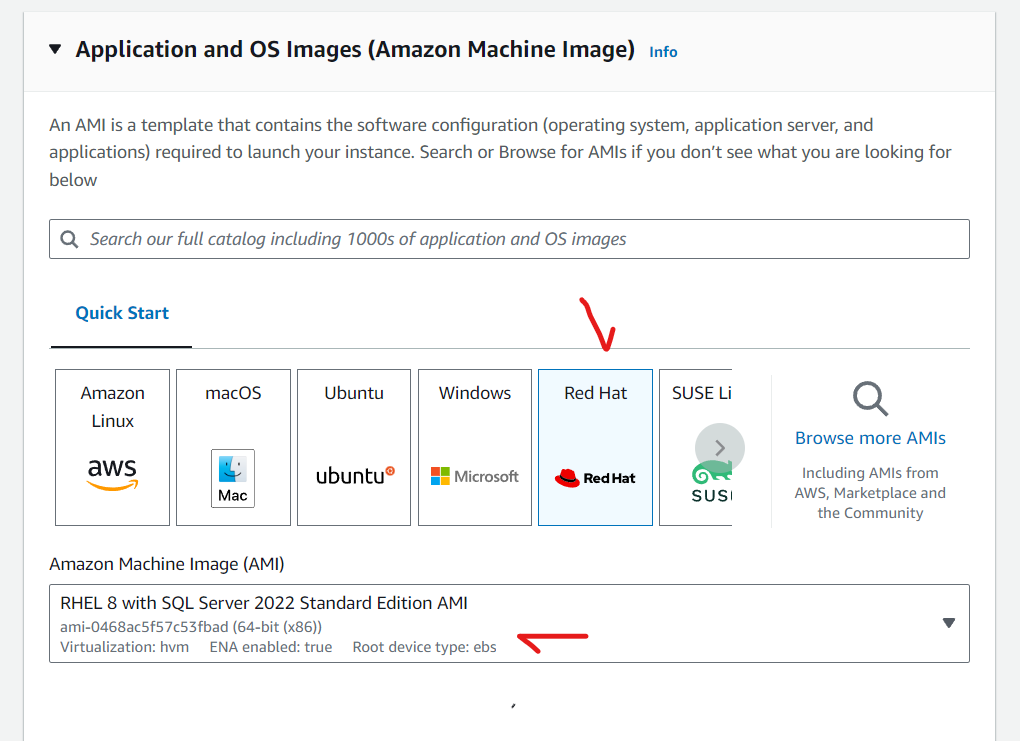 Application and OS Images (Amazon Machine Image) Info
An AMI is a template that contains the software configuration (operating system, application server, and
applications) required to launch your instance. Search or Browse for AMIs if you don’t see what you are looking for
below
Search our full catalog including 1000s of application and OS images
Quick Start
Amazon
Linux
aws
macOS
Mac
Ubuntu
ubuntu
Windows
Microsoft
Red Hat
Red Hat
SUSE Li
SUS
Browse more AMIs
Including AMIs from
AWS, Marketplace and
the Community
Amazon Machine Image (AMI)
RHEL 8 with SQL Server 2022 Standard Edition AMI
ami-0468ac5f57c53fbad (64-bit (x86))
Virtualization: hvm ENA enabled: true Root device type: ebs